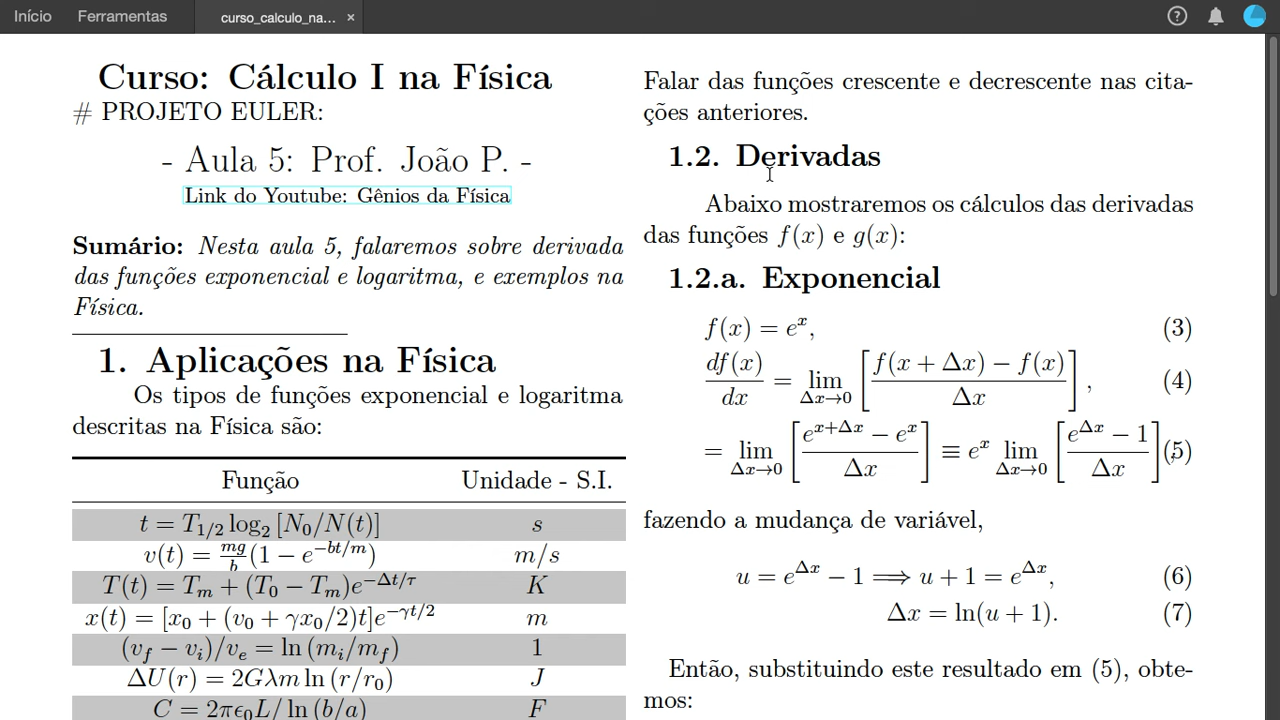 Início Ferramentas curso_calculo_na... ×
Curso: Cálculo I na Física
# PROJETO EULER:
- Aula 5: Prof. João P. -
Link do Youtube: Gênios da Física
Sumário: Nesta aula 5, falaremos sobre derivada
das funções exponencial e logaritma, e exemplos na
Física.
1. Aplicações na Física
Os tipos de funções exponencial e logaritma
descritas na Física são:
Função Unidade - S.I.
t = T_{1/2} log_2 [N_0/N(t)] s
v(t) = \frac{mg}{b}(1 − e^{−bt/m}) m/s
T(t) = T_m + (T_0 − T_m)e^{−Δt/τ} K
x(t) = [x_0 + (v_0 + γx_0/2)t]e^{−γt/2} m
(v_f − v_i)/v_e = ln (m_i/m_f) 1
ΔU(r) = 2Gλm ln (r/r_0) J
C = 2πϵ_0L/ ln (b/a) F
Falar das funções crescente e decrescente nas cita-
ções anteriores.
1.2. Derivadas
Abaixo mostraremos os cálculos das derivadas
das funções f(x) e g(x):
1.2.a. Exponencial
f(x) = e^x, (3)
\frac{df(x)}{dx} = \lim_{Δx→0} [\frac{f(x + Δx) − f(x)}{Δx}], (4)
= \lim_{Δx→0} [\frac{e^{x+Δx} − e^x}{Δx}] ≡ e^x \lim_{Δx→0} [\frac{e^{Δx} − 1}{Δx}], (5)
fazendo a mudança de variável,
u = e^{Δx} − 1 ⟹ u + 1 = e^{Δx}, (6)
Δx = ln(u + 1). (7)
Então, substituindo este resultado em (5), obte-
mos: